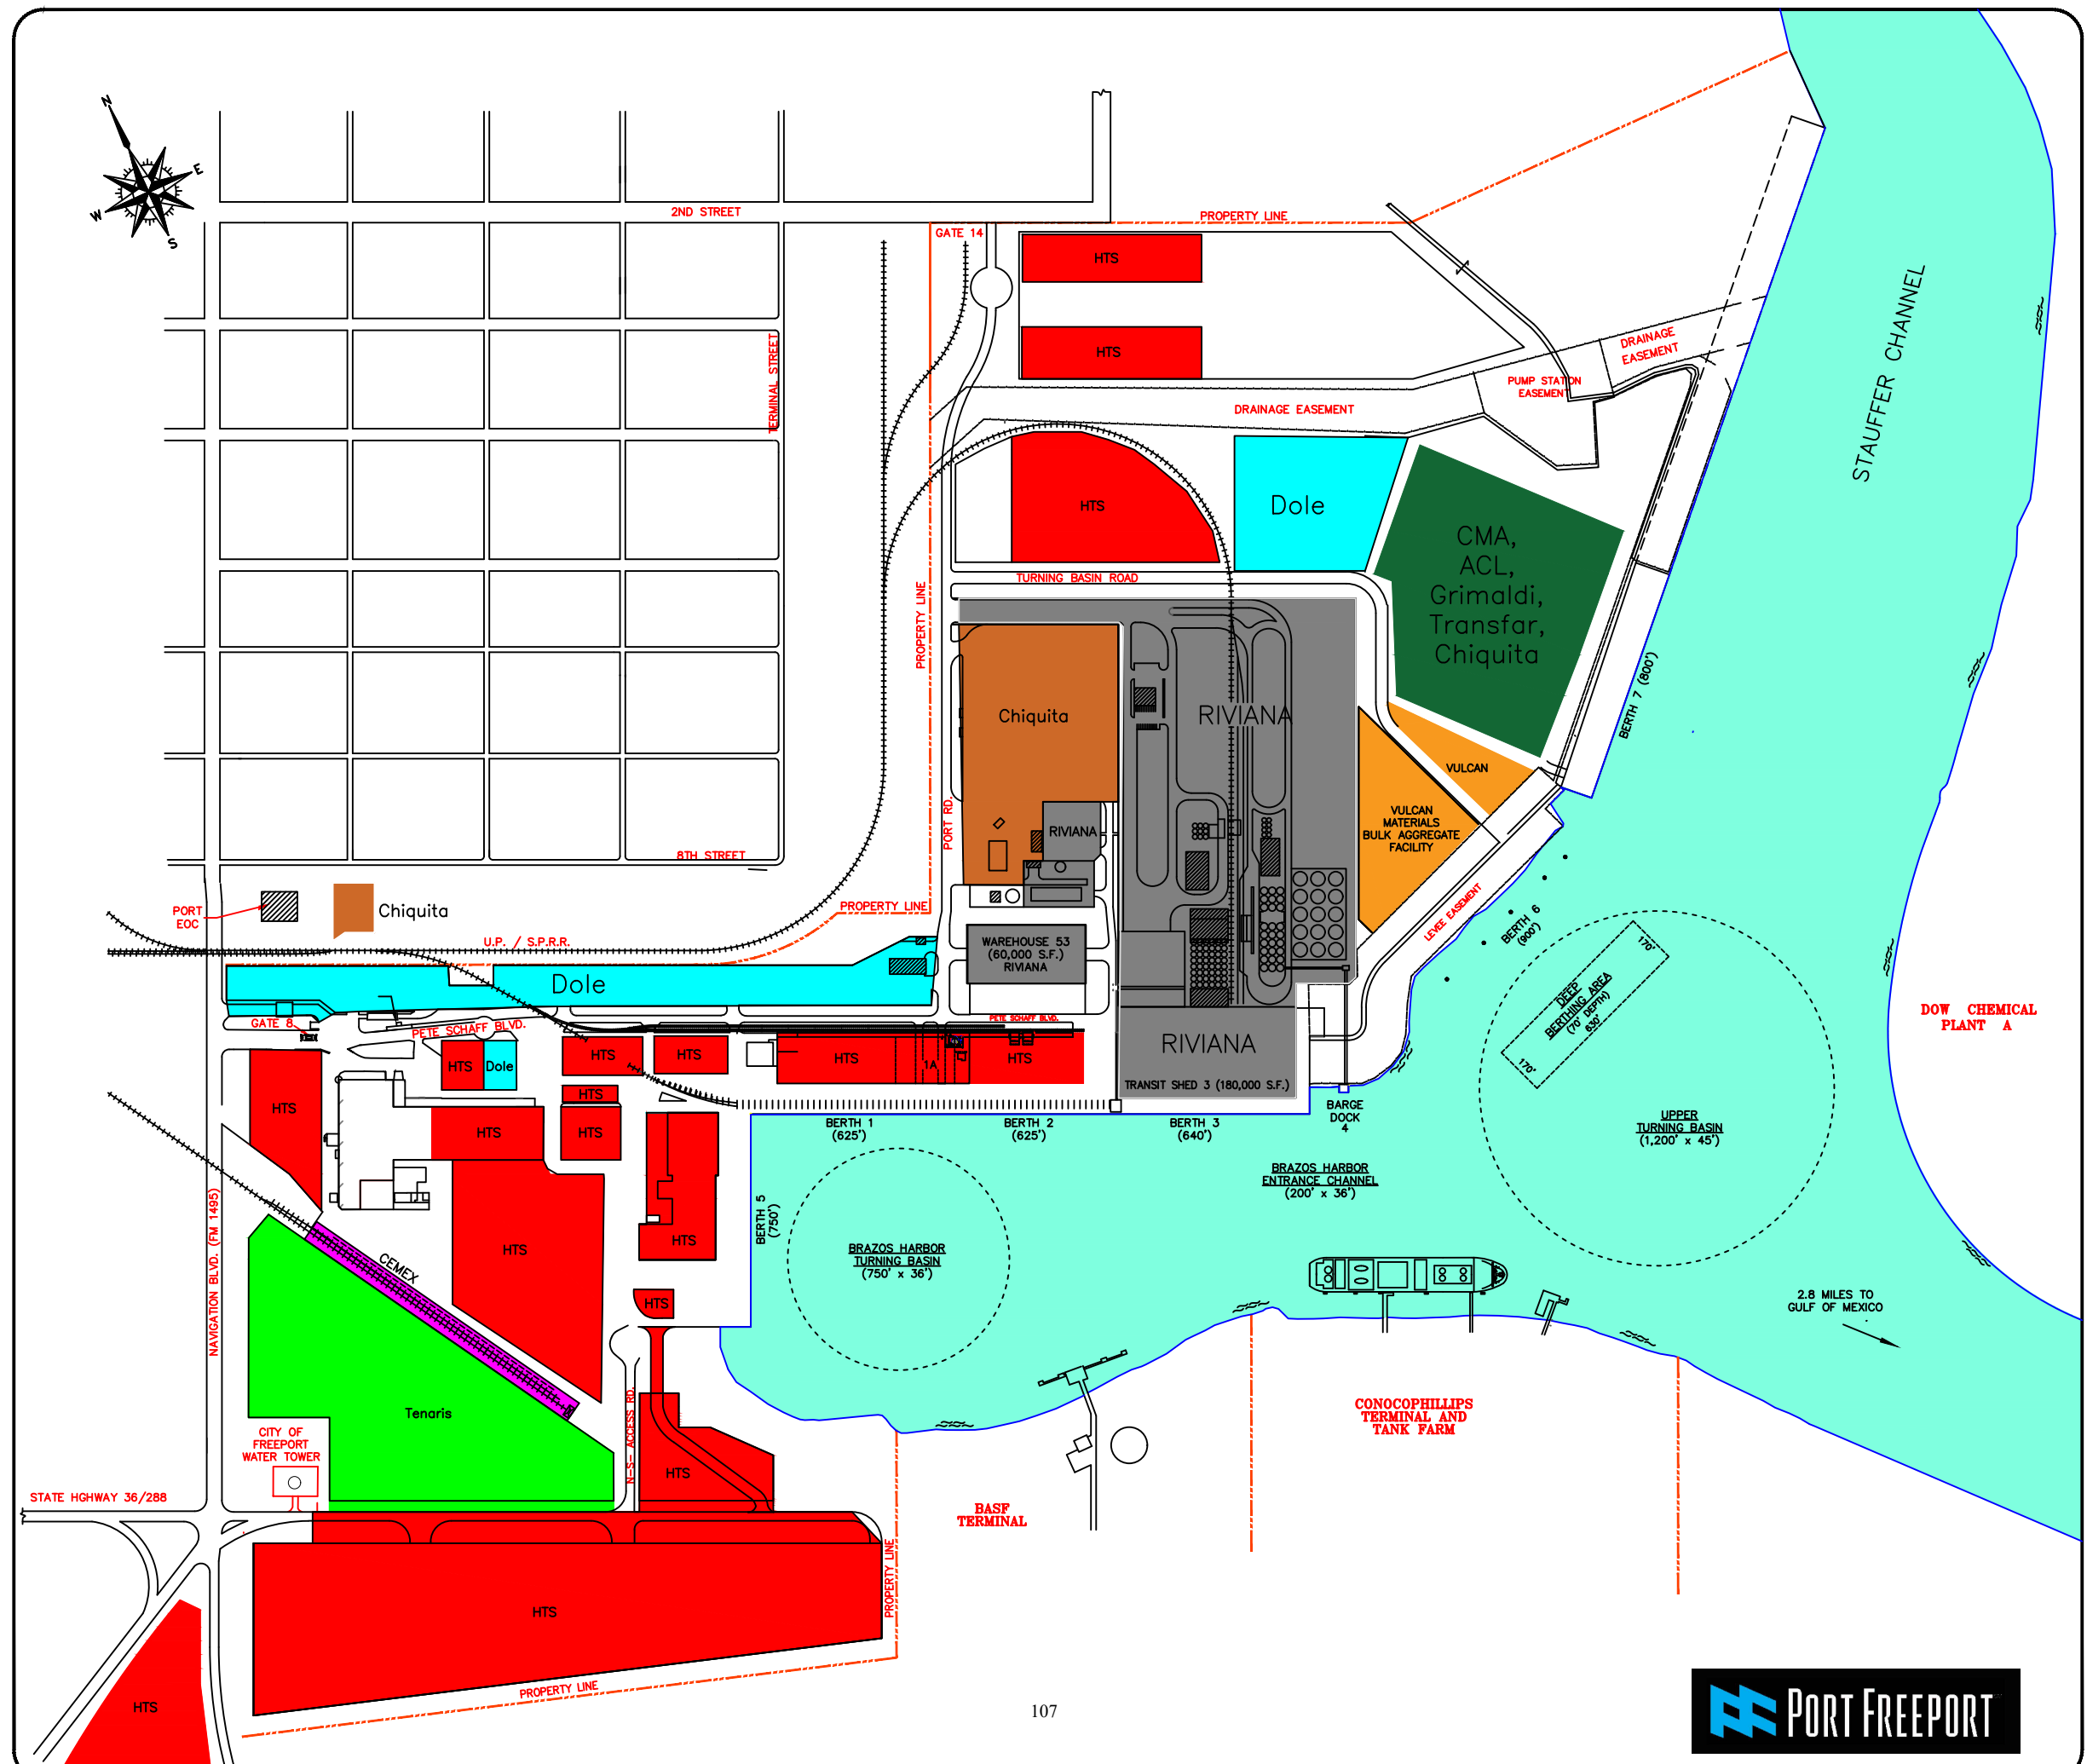 N
E
W
S
2ND STREET
PROPERTY LINE
GATE 14
HTS
HTS
STAUFFER CHANNEL
DRAINAGE
EASEMENT
PUMP STATION
EASEMENT
DRAINAGE EASEMENT
TERMINAL STREET
HTS
Dole
CMA,
ACL,
Grimaldi,
Transfar,
Chiquita
TURNING BASIN ROAD
PROPERTY LINE
BERTH 7 (800')
Chiquita
RIVIANA
VULCAN
VULCAN
MATERIALS
BULK AGGREGATE
FACILITY
PORT RD.
RIVIANA
8TH STREET
PORT
EOC
Chiquita
PROPERTY LINE
LEVEE EASEMENT
BERTH 6
(900')
U.P. / S.P.R.R.
WAREHOUSE 53
(60,000 S.F.)
RIVIANA
Dole
170'
DEEP
BERTHING AREA
(70' DEPTH)
630'
170'
DOW CHEMICAL
PLANT A
GATE 8
PETE SCHAFF BLVD.
PETE SCHAFF BLVD.
HTS
Dole
HTS
HTS
HTS
1A
HTS
RIVIANA
TRANSIT SHED 3 (180,000 S.F.)
HTS
HTS
HTS
HTS
BERTH 1
(625')
BERTH 2
(625')
BERTH 3
(640')
BARGE
DOCK
4
UPPER
TURNING BASIN
(1,200' x 45')
BRAZOS HARBOR
ENTRANCE CHANNEL
(200' x 36')
BERTH 5
(750')
NAVIGATION BLVD. (FM 1495)
CEMEX
HTS
HTS
BRAZOS HARBOR
TURNING BASIN
(750' x 36')
HTS
2.8 MILES TO
GULF OF MEXICO
Tenaris
N-S- ACCESS RD.
CONOCOPHILLIPS
TERMINAL AND
TANK FARM
CITY OF
FREEPORT
WATER TOWER
HTS
STATE HGHWAY 36/288
BASF
TERMINAL
PROPERTY LINE
HTS
PROPERTY LINE
HTS
107
PORT FREEPORT